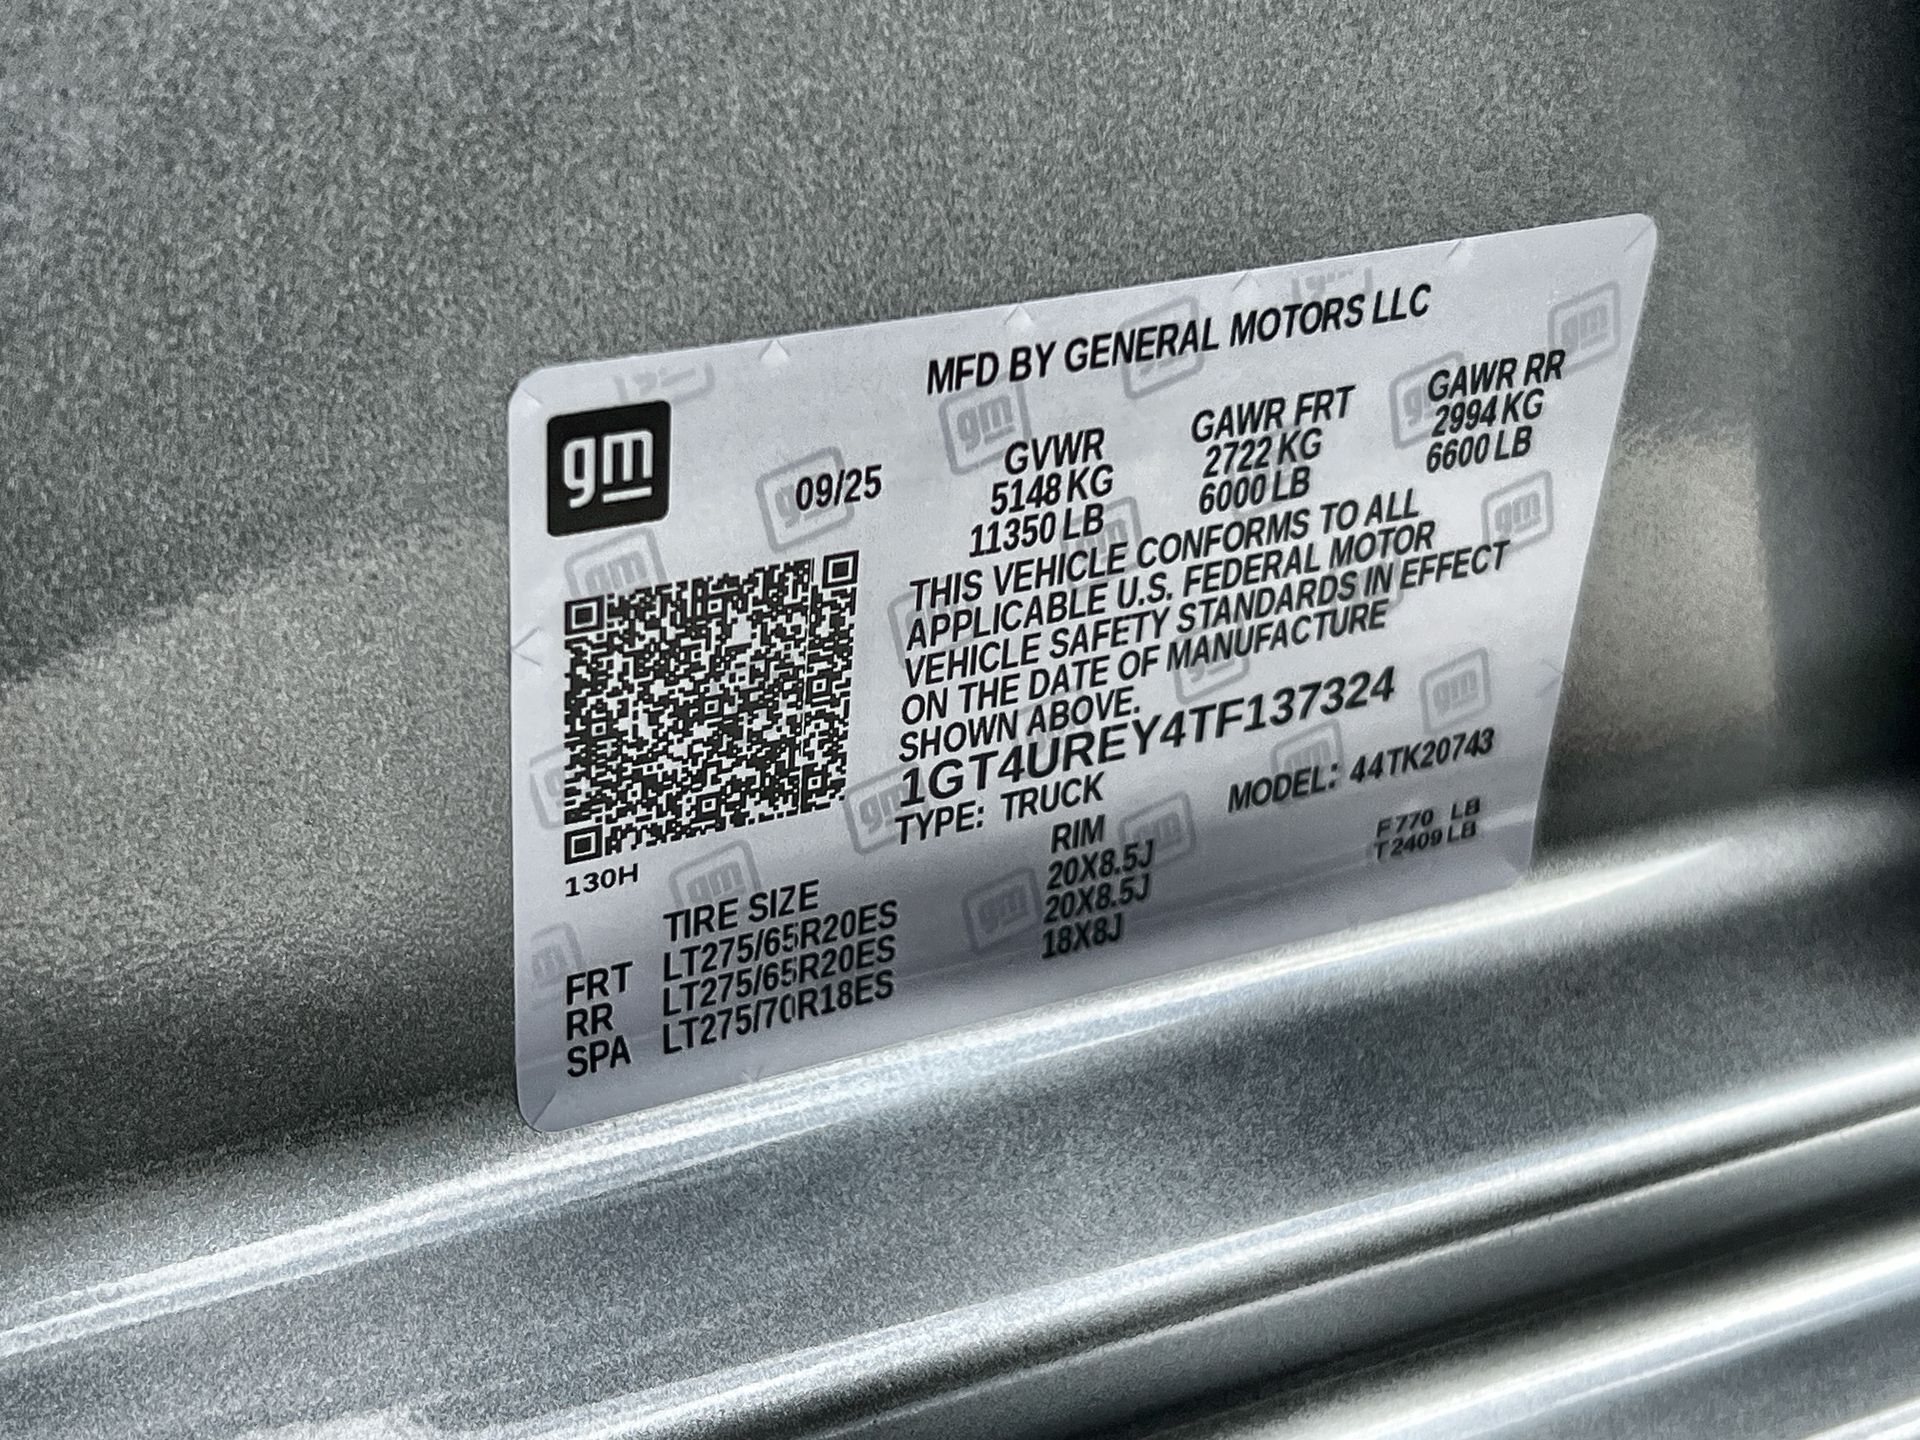 MFD BY GENERAL MOTORS LLC
gm
09/25
GVWR GAWR FRT GAWR RR
5148 KG 2722 KG 2994 KG
11350 LB 6000 LB 6600 LB
THIS VEHICLE CONFORMS TO ALL
APPLICABLE U.S. FEDERAL MOTOR
VEHICLE SAFETY STANDARDS IN EFFECT
ON THE DATE OF MANUFACTURE
SHOWN ABOVE.
1GT4UREY4TF137324
TYPE: TRUCK MODEL: 44TK20743
130H
F 770 LB
T 2409 LB
TIRE SIZE RIM
FRT LT275/65R20ES 20X8.5J
RR LT275/65R20ES 20X8.5J
SPA LT275/70R18ES 18X8J